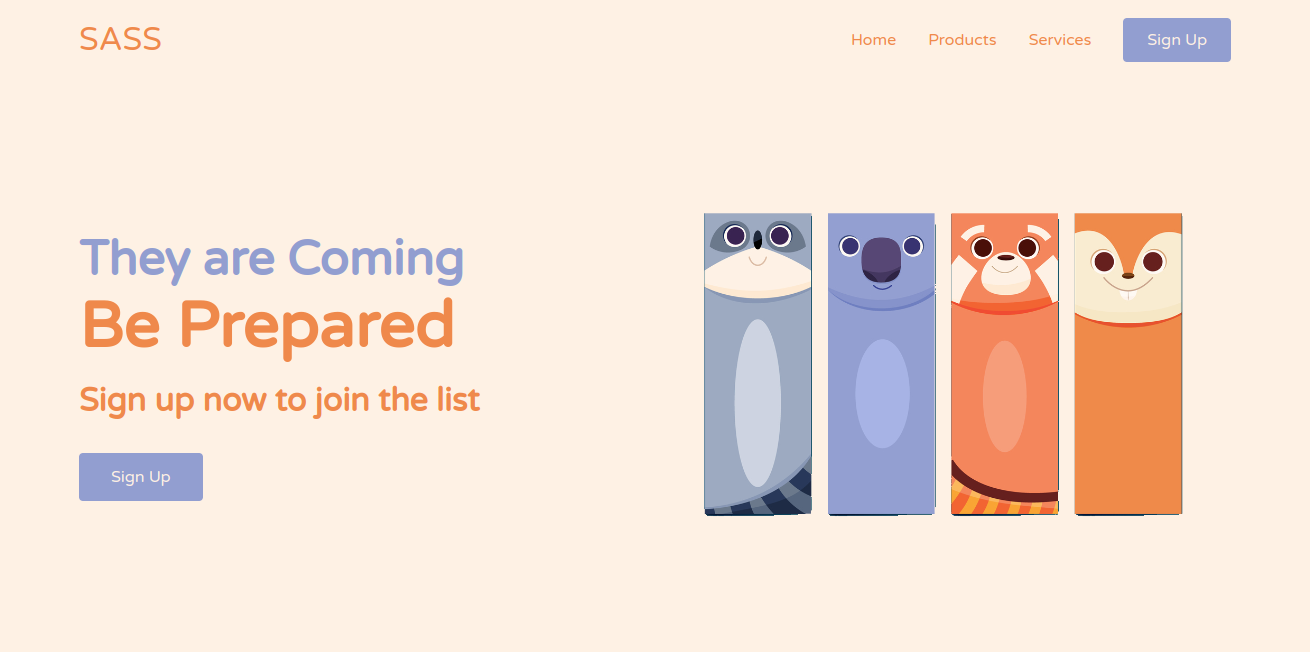 SASS
Home
Products
Services
Sign Up
They are Coming
Be Prepared
Sign up now to join the list
Sign Up